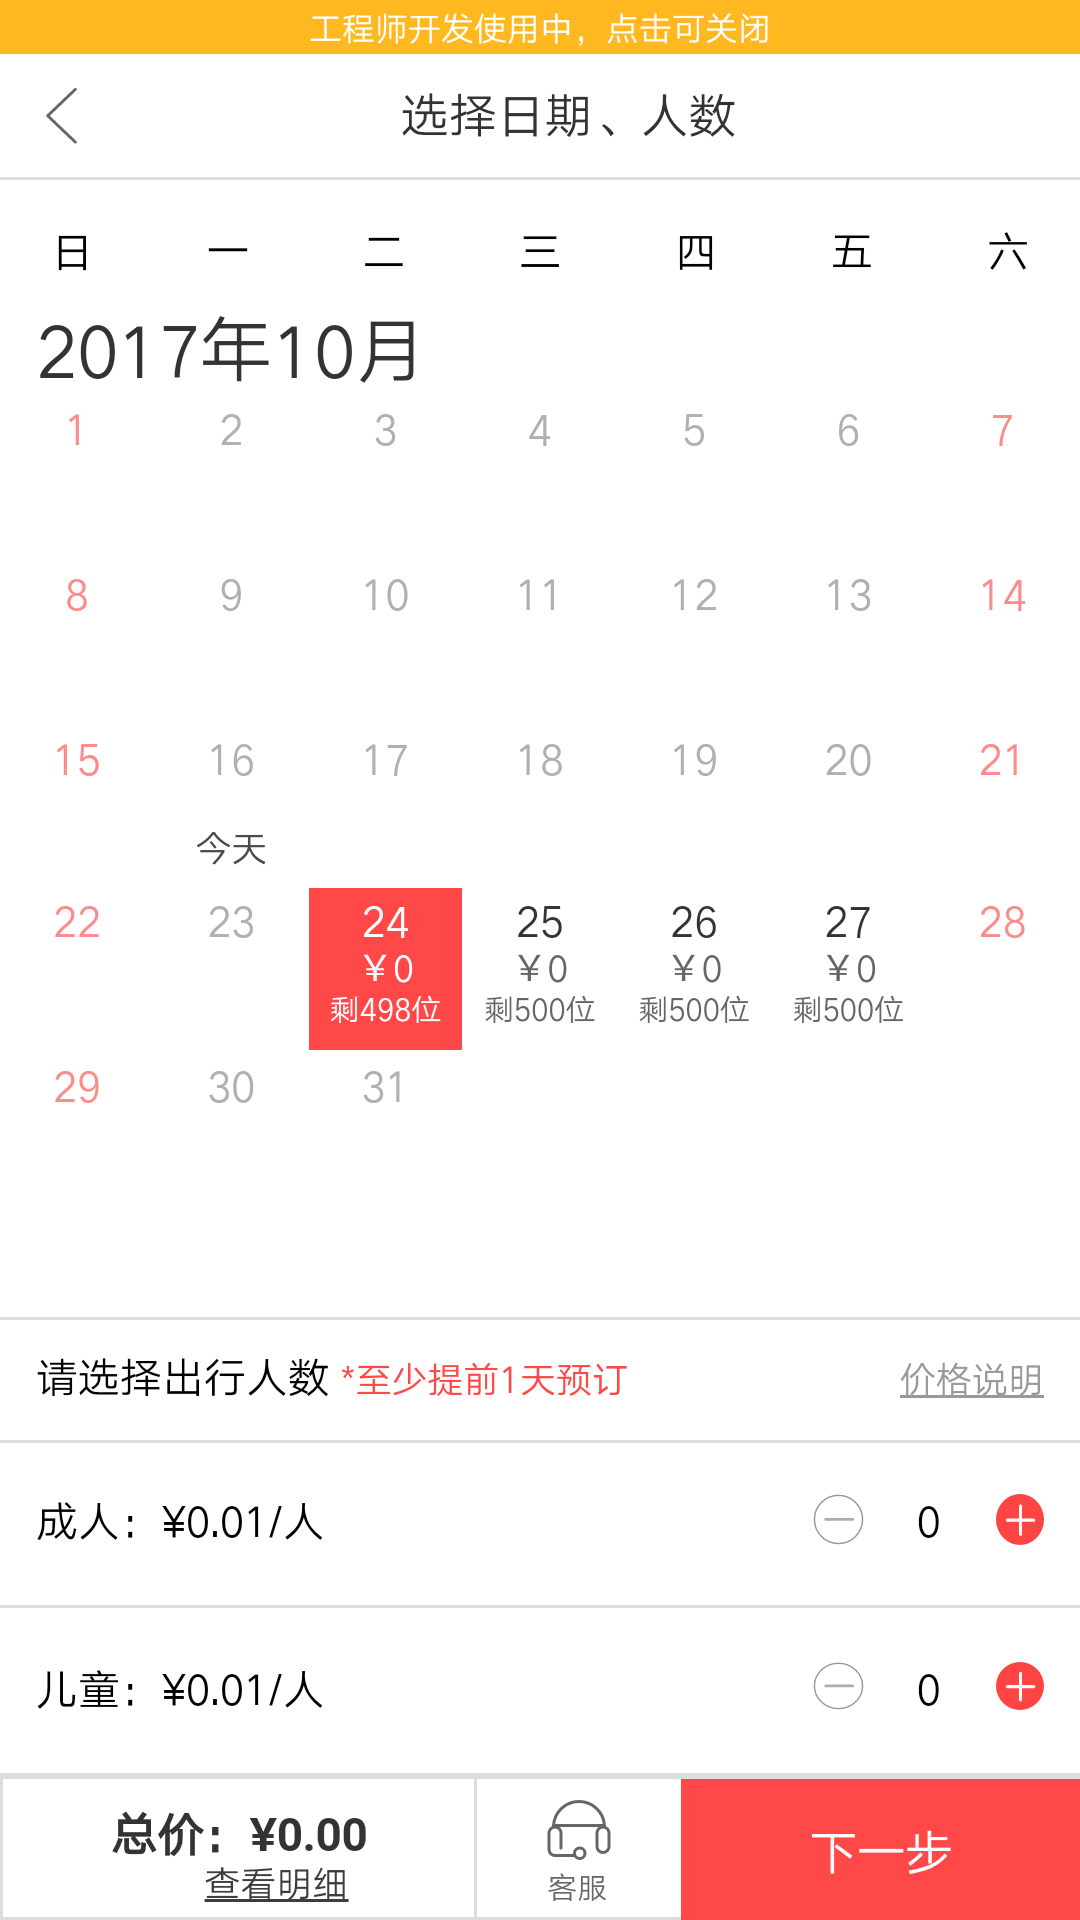 工程师开发使用中，点击可关闭
选择日期、人数
日 一 二 三 四 五 六
2017年10月
1 2 3 4 5 6 7
8 9 10 11 12 13 14
15 16 17 18 19 20 21
今天
22 23 24 25 26 27 28
￥0 ￥0 ￥0 ￥0
剩498位 剩500位 剩500位 剩500位
29 30 31
请选择出行人数 *至少提前1天预订 价格说明
成人：¥0.01/人 0
儿童：¥0.01/人 0
总价：¥0.00
查看明细
客服
下一步